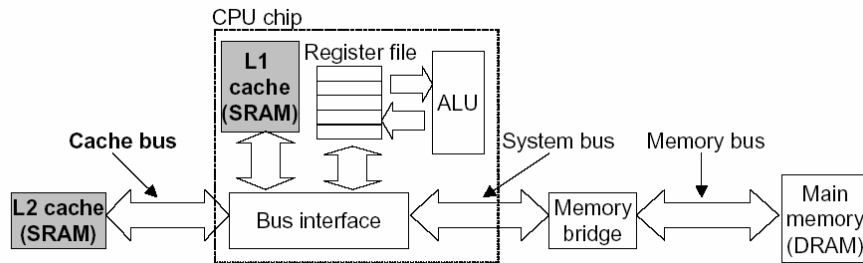 CPU chip
L1
cache
(SRAM)
Register file
ALU
Cache bus
System bus
Memory bus
L2 cache
(SRAM)
Bus interface
Memory
bridge
Main
memory
(DRAM)